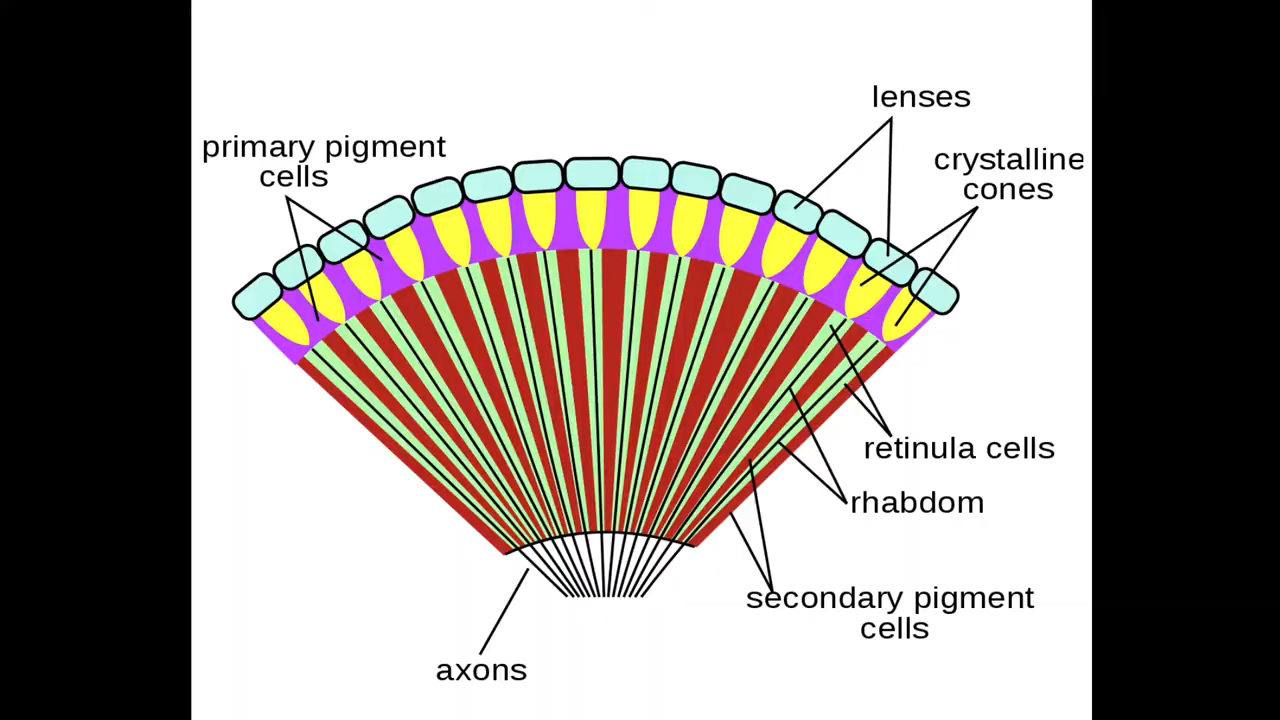 lenses
primary pigment
cells
crystalline
cones
retinula cells
rhabdom
secondary pigment
cells
axons